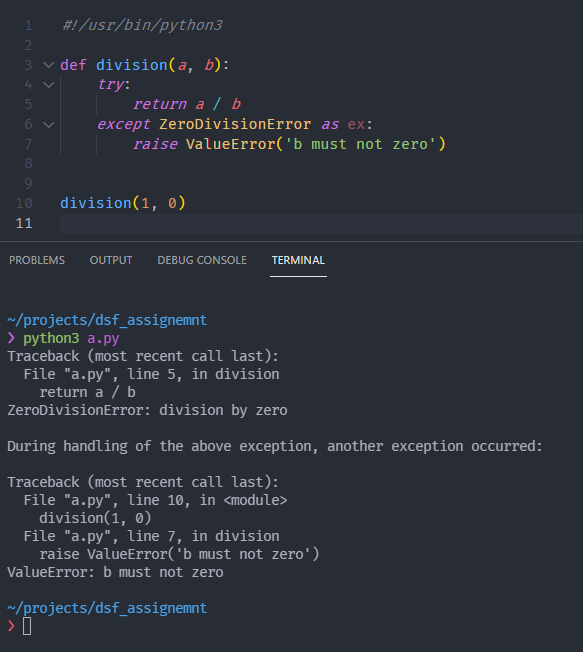 1 #!/usr/bin/python3
2
3 def division(a, b):
4 try:
5 return a / b
6 except ZeroDivisionError as ex:
7 raise ValueError('b must not zero')
8
9
10 division(1, 0)
11
PROBLEMS OUTPUT DEBUG CONSOLE TERMINAL
~/projects/dsf_assignemnt
❯ python3 a.py
Traceback (most recent call last):
File "a.py", line 5, in division
return a / b
ZeroDivisionError: division by zero
During handling of the above exception, another exception occurred:
Traceback (most recent call last):
File "a.py", line 10, in <module>
division(1, 0)
File "a.py", line 7, in division
raise ValueError('b must not zero')
ValueError: b must not zero
~/projects/dsf_assignemnt
❯